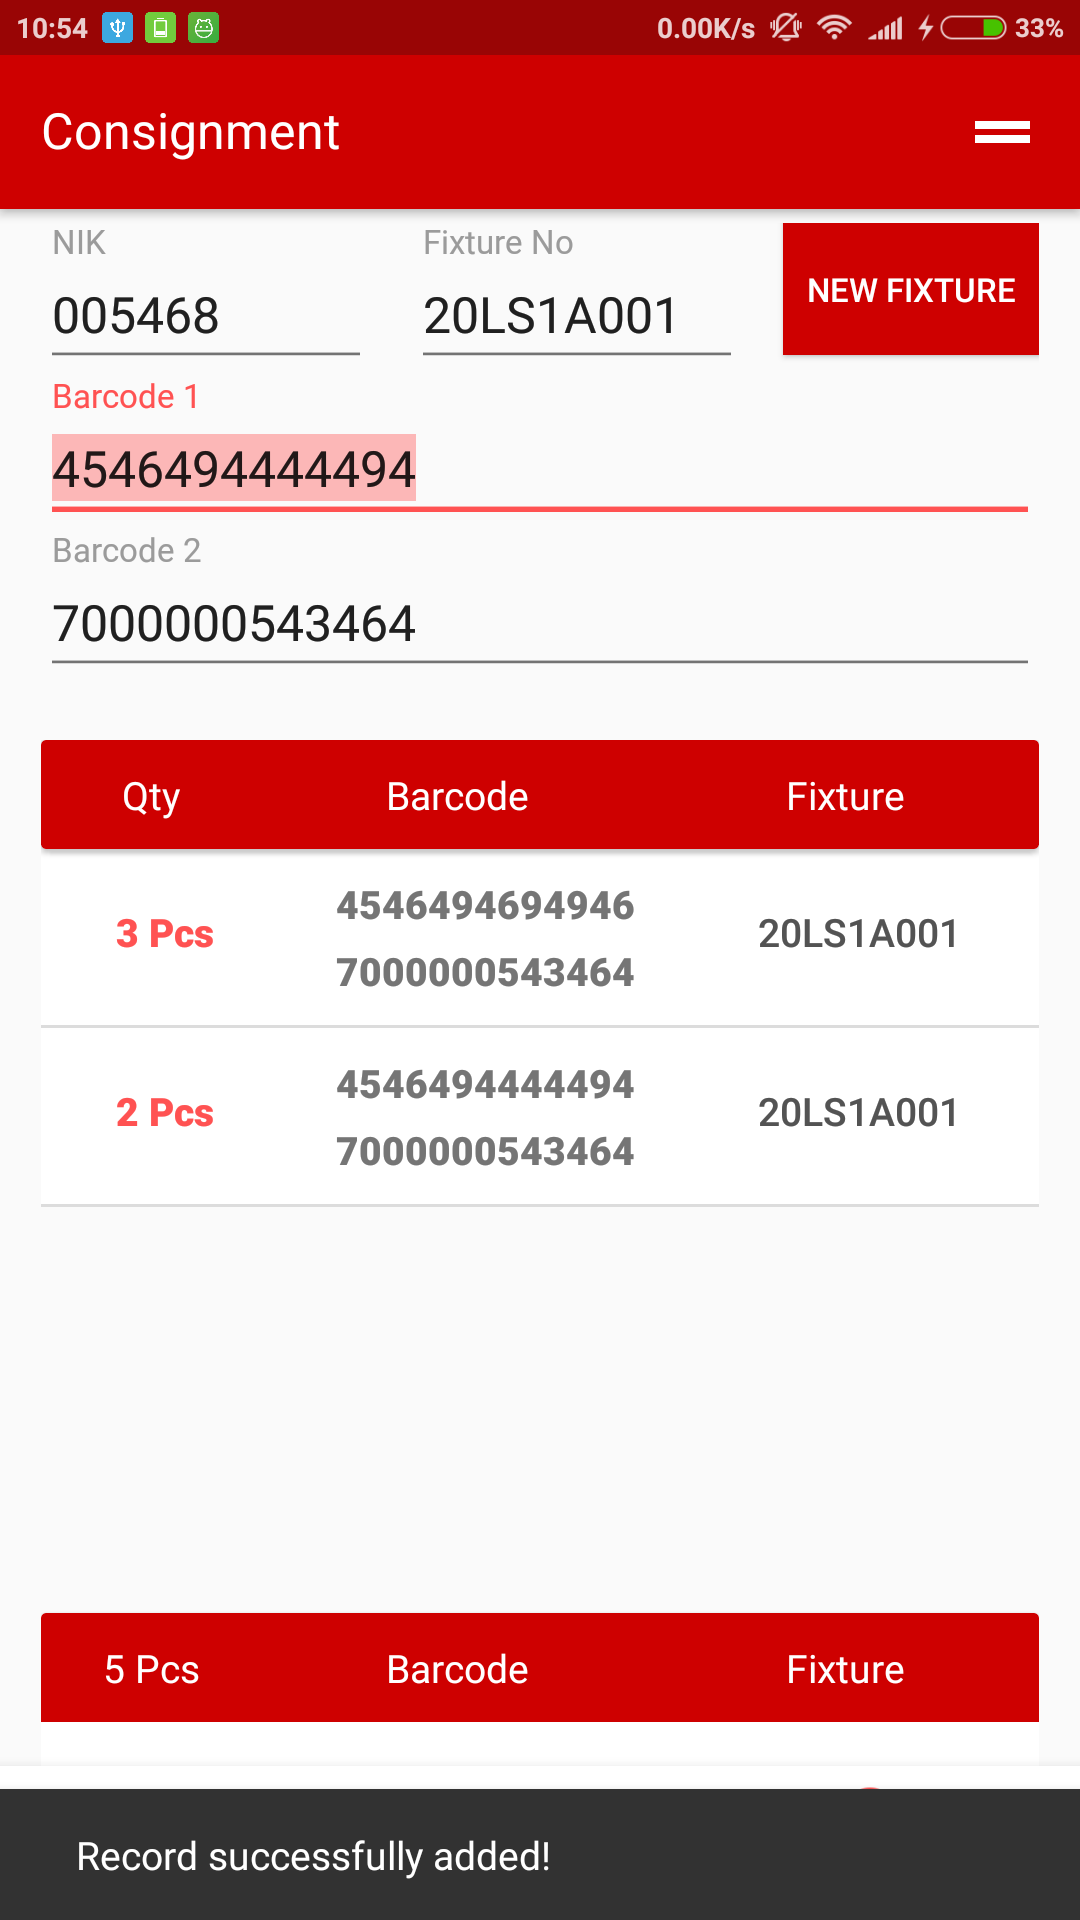 10:54 0.00K/s 33%
Consignment
NIK Fixture No
005468 20LS1A001 NEW FIXTURE
Barcode 1
4546494444494
Barcode 2
7000000543464
Qty Barcode Fixture
4546494694946
3 Pcs 20LS1A001
7000000543464
4546494444494
2 Pcs 20LS1A001
7000000543464
5 Pcs Barcode Fixture
Record successfully added!